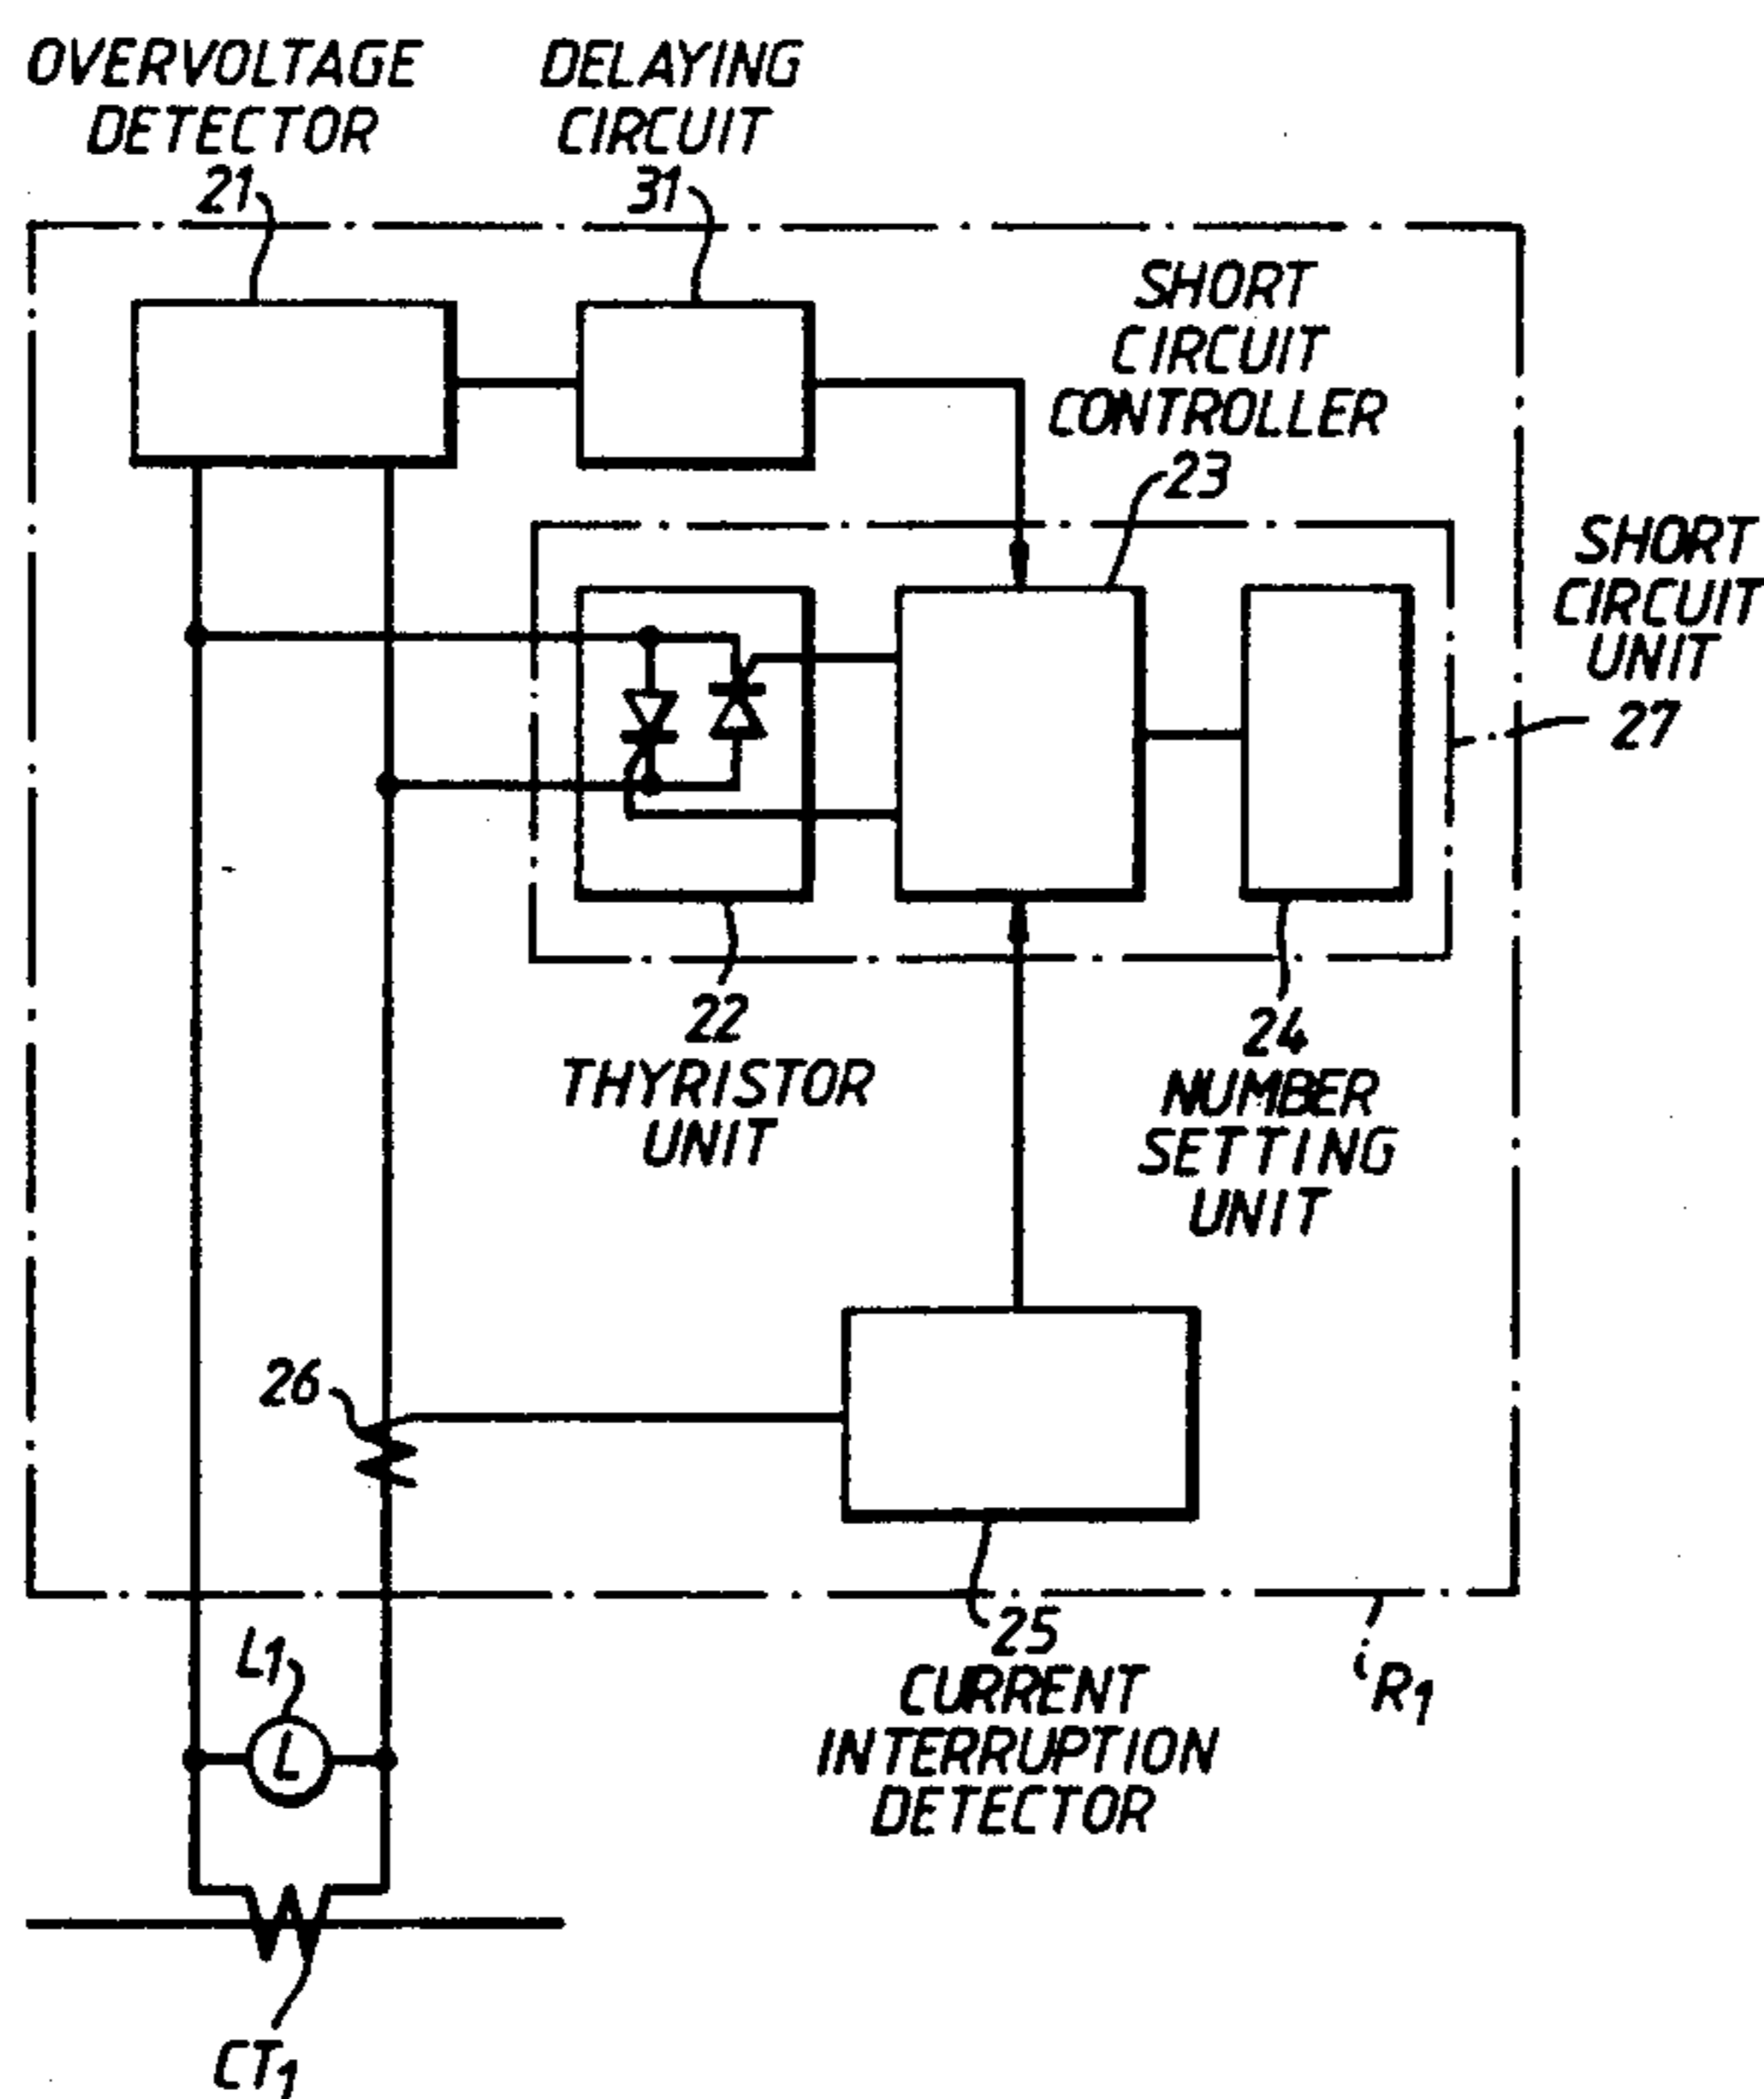 OVERVOLTAGE
DETECTOR
21
DELAYING
CIRCUIT
31
SHORT
CIRCUIT
CONTROLLER
23
SHORT
CIRCUIT
UNIT
27
22
THYRISTOR
UNIT
24
NUMBER
SETTING
UNIT
26
25
CURRENT
INTERRUPTION
DETECTOR
R1
L1
L
CT1